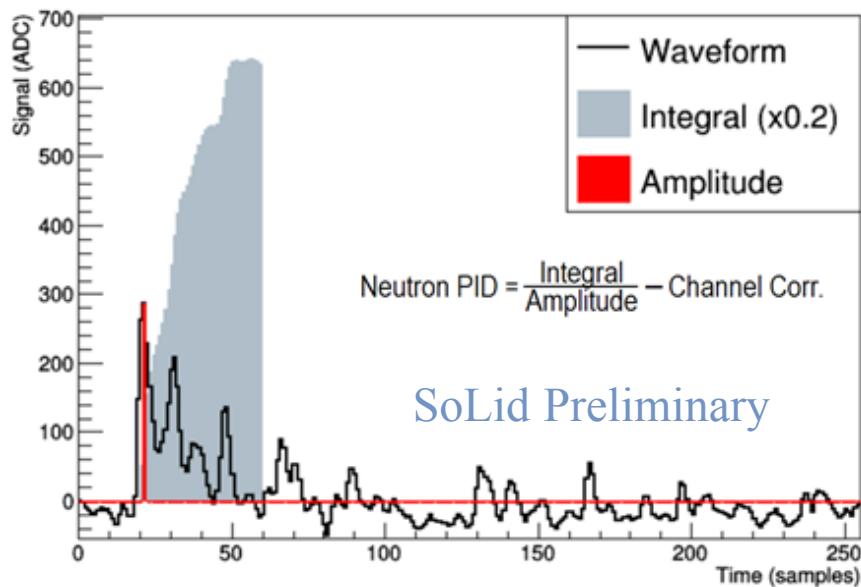 700
600
500
400
300
200
100
0
Signal (ADC)
Waveform
Integral (x0.2)
Amplitude
Neutron PID = Integral / Amplitude − Channel Corr.
SoLid Preliminary
0 50 100 150 200 250
Time (samples)